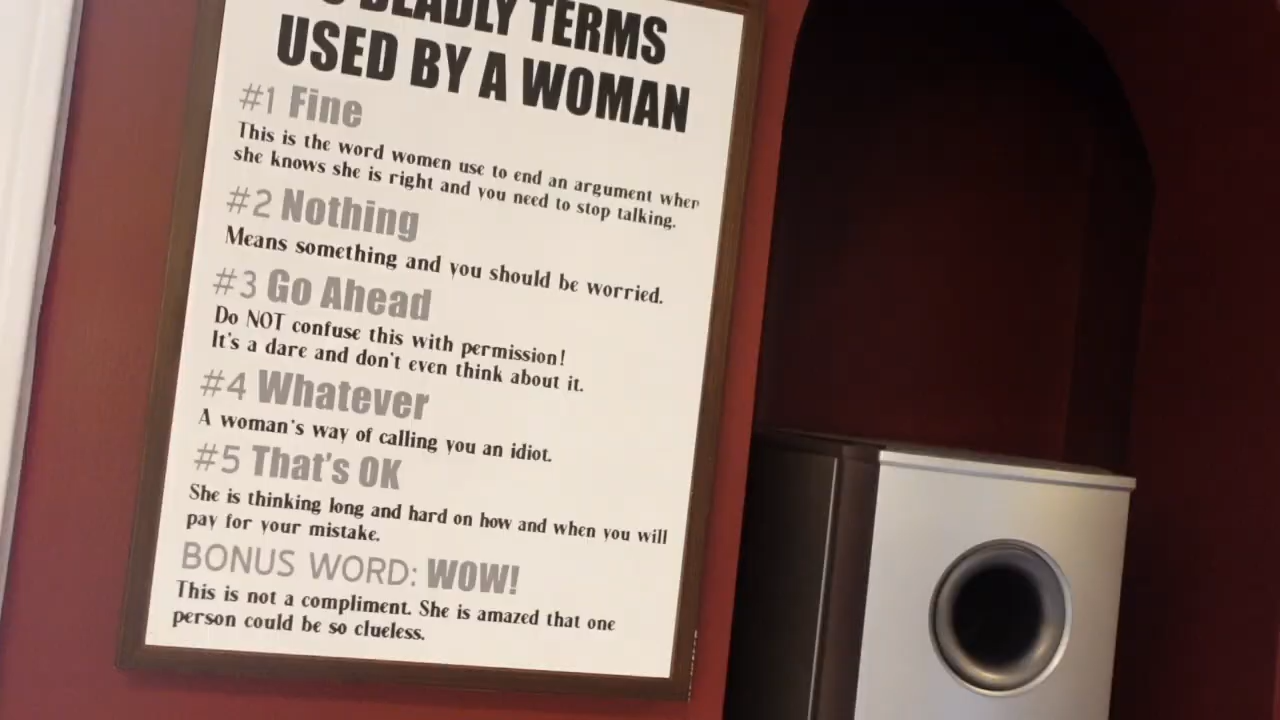 DEADLY TERMS
USED BY A WOMAN
#1 Fine
This is the word women use to end an argument when
she knows she is right and you need to stop talking.
#2 Nothing
Means something and you should be worried.
#3 Go Ahead
Do NOT confuse this with permission!
It's a dare and don't even think about it.
#4 Whatever
A woman's way of calling you an idiot.
#5 That's OK
She is thinking long and hard on how and when you will
pay for your mistake.
BONUS WORD: WOW!
This is not a compliment. She is amazed that one
person could be so clueless.